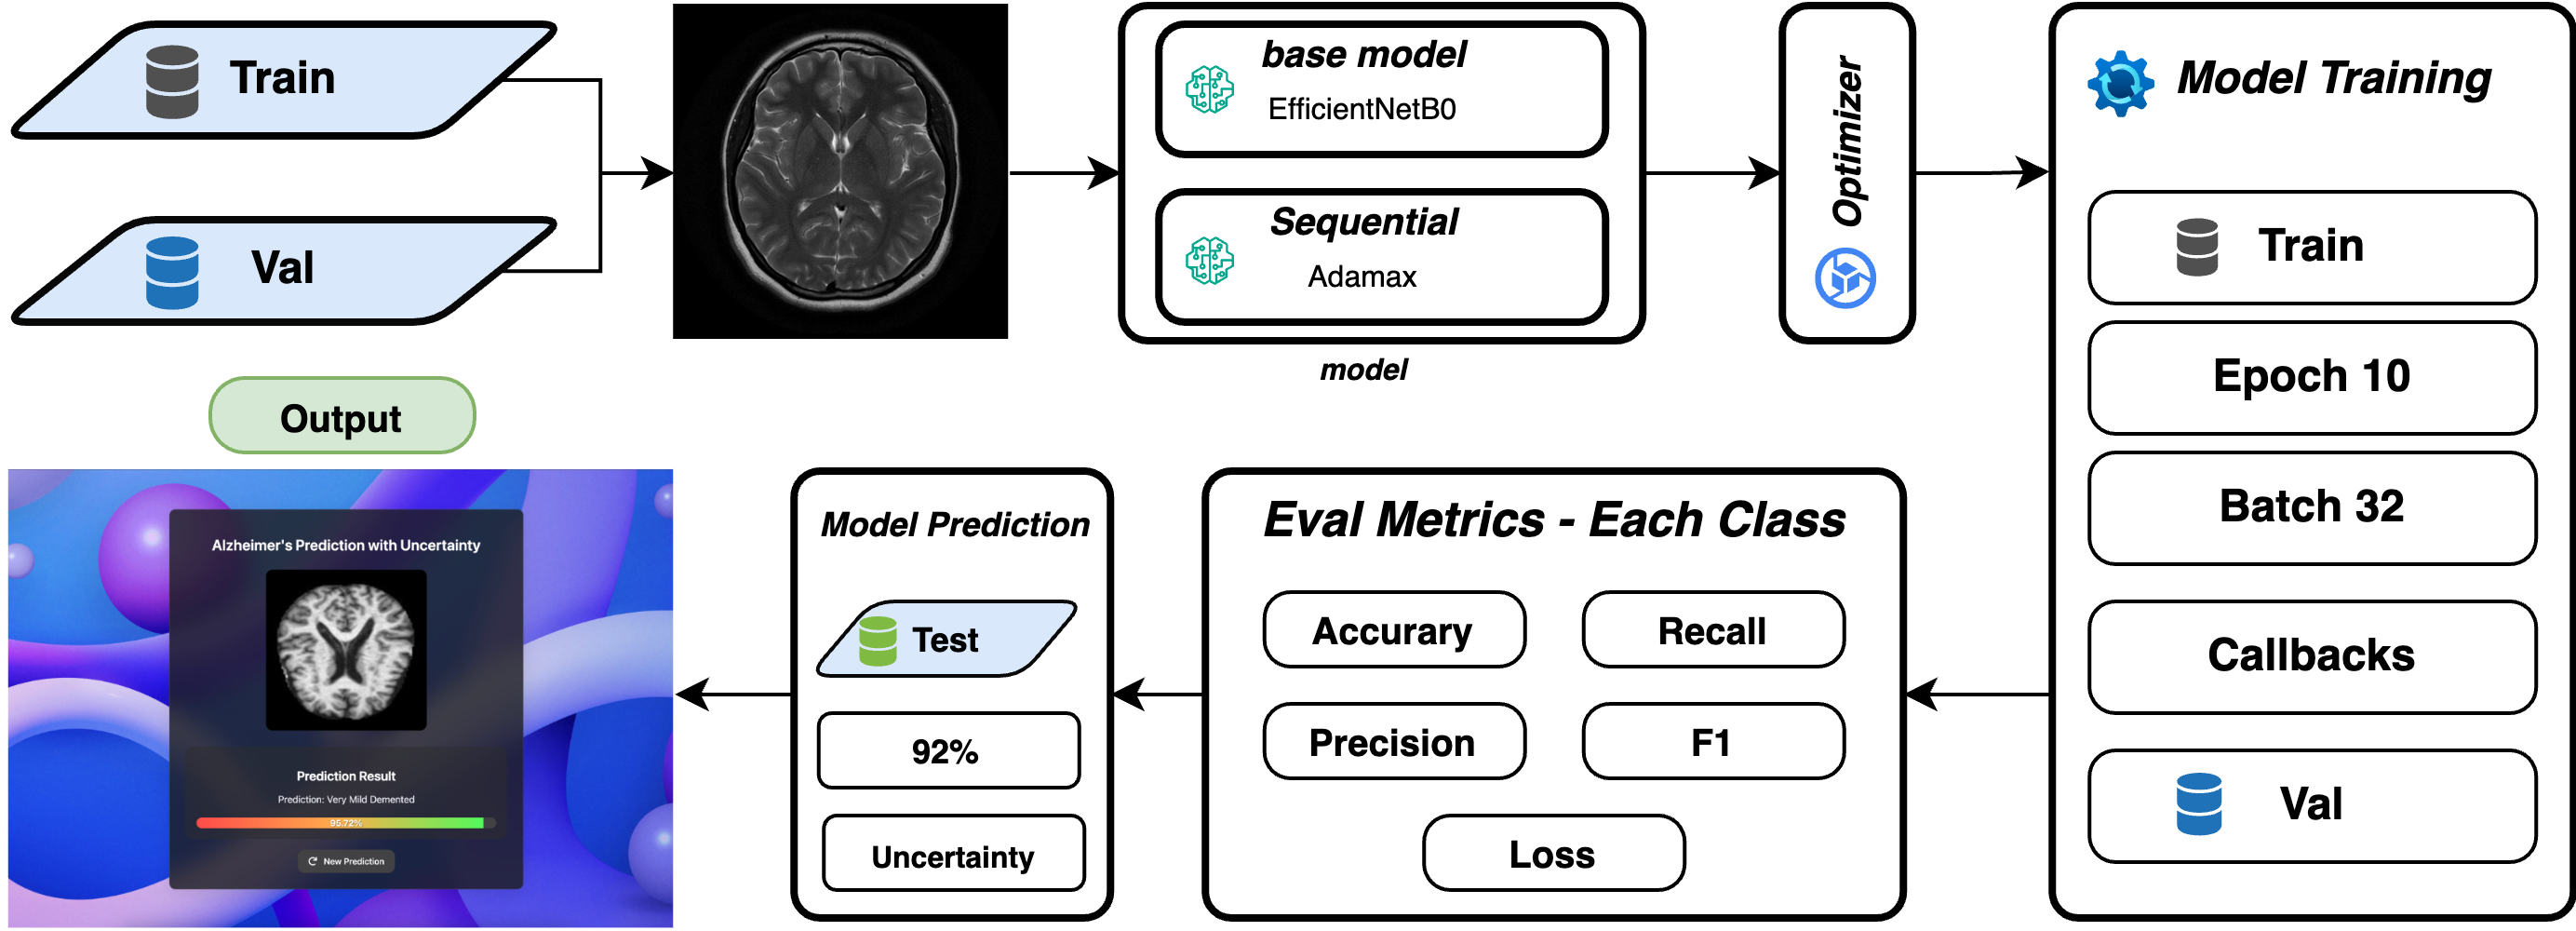 Train
Val
base model
EfficientNetB0
Sequential
Adamax
model
Optimizer
Model Training
Train
Epoch 10
Batch 32
Callbacks
Val
Eval Metrics - Each Class
Accurary
Recall
Precision
F1
Loss
Model Prediction
Test
92%
Uncertainty
Output
Alzheimer's Prediction with Uncertainty
Prediction Result
Prediction: Very Mild Demented
95.72%
New Prediction